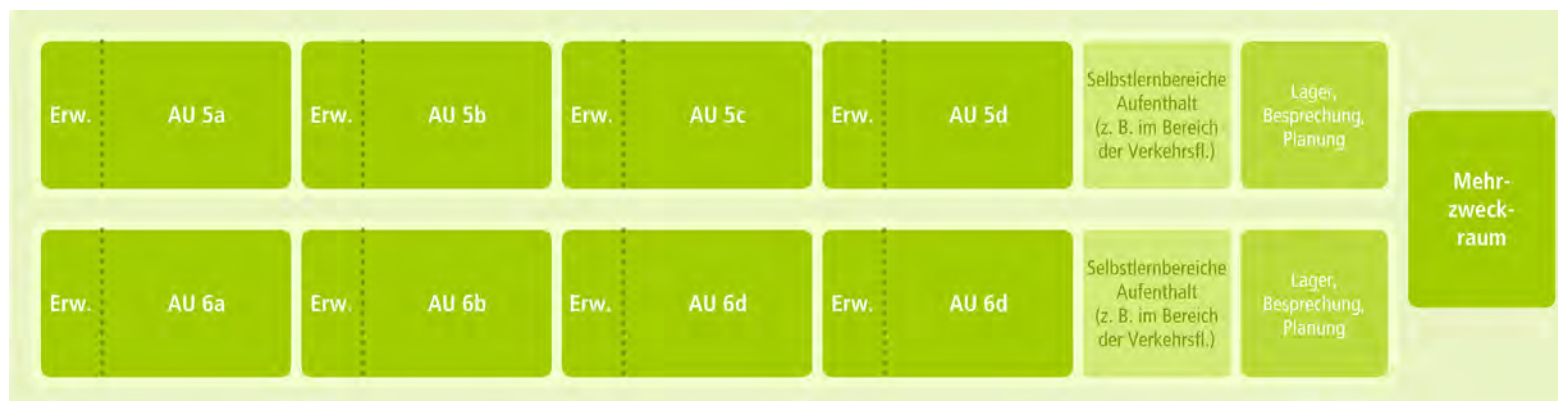 Erw.
AU 5a
Erw.
AU 5b
Erw.
AU 5c
Erw.
AU 5d
Selbstlernbereiche
Aufenthalt
(z. B. im Bereich
der Verkehrsfl.)
Lager,
Besprechung,
Planung
Mehr-
zweck-
raum
Erw.
AU 6a
Erw.
AU 6b
Erw.
AU 6d
Erw.
AU 6d
Selbstlernbereiche
Aufenthalt
(z. B. im Bereich
der Verkehrsfl.)
Lager,
Besprechung,
Planung